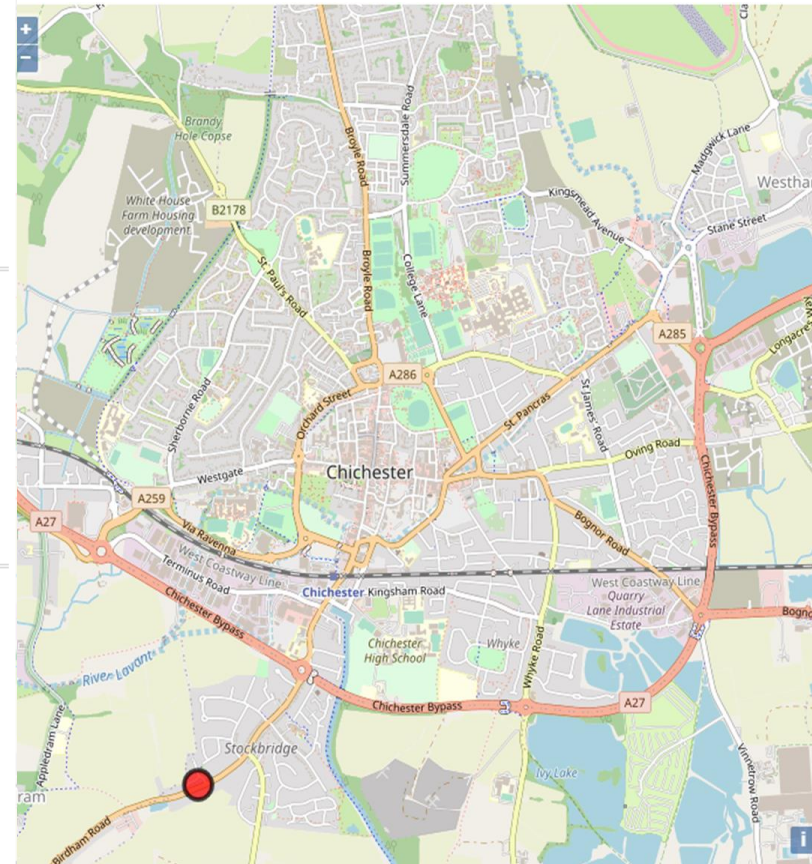 +
−
Brandy
Hole Copse
White House
Farm Housing
development
B2178
Broyle Road
Summersdale Road
Madgwick Lane
Westha
Kingsmead Avenue
Stane Street
St Paul's Road
Broyle Road
College Lane
A285
Longacre
A286
Orchard Street
St. Pancras
St James' Road
Sherborne Road
Westgate
Chichester
Oving Road
A259
A27
Via Ravenna
West Coastway Line
Terminus Road
Chichester Bypass
Bognor Road
Chichester
Kingsham Road
West Coastway Line
Quarry
Lane Industrial
Estate
Chichester Bypass
Bogno
Chichester
High School
Whyke
Whyke Road
River Lavant
Chichester Bypass
A27
Appledram Lane
Stockbridge
Ivy Lake
Vinnetrow Road
ram
Birdham Road
i